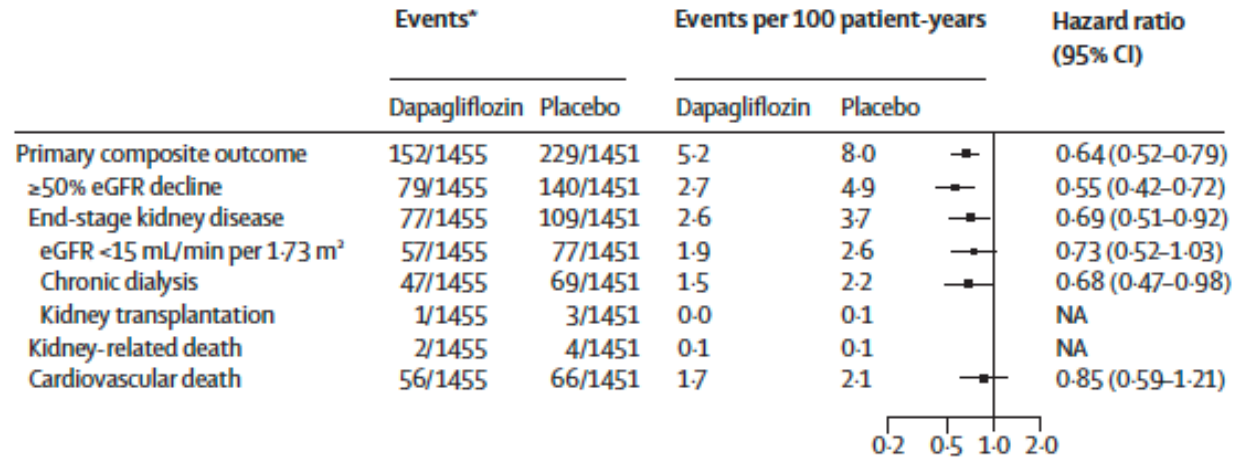 Events* Events per 100 patient-years Hazard ratio
(95% CI)
Dapagliflozin Placebo Dapagliflozin Placebo
Primary composite outcome 152/1455 229/1451 5·2 8·0 0·64 (0·52–0·79)
≥50% eGFR decline 79/1455 140/1451 2·7 4·9 0·55 (0·42–0·72)
End-stage kidney disease 77/1455 109/1451 2·6 3·7 0·69 (0·51–0·92)
eGFR <15 mL/min per 1·73 m² 57/1455 77/1451 1·9 2·6 0·73 (0·52–1·03)
Chronic dialysis 47/1455 69/1451 1·5 2·2 0·68 (0·47–0·98)
Kidney transplantation 1/1455 3/1451 0·0 0·1 NA
Kidney-related death 2/1455 4/1451 0·1 0·1 NA
Cardiovascular death 56/1455 66/1451 1·7 2·1 0·85 (0·59–1·21)
0·2 0·5 1·0 2·0